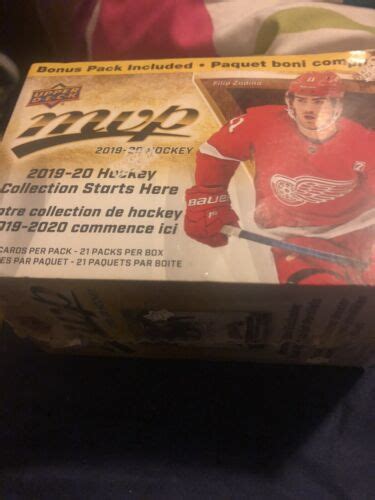 Bonus Pack Included • Paquet boni
UPPER DECK
Filip Zadina
mvp
2019-20 HOCKEY
2019-20 Hockey
Collection Starts Here
otre collection de hockey
019-2020 commence ici
CARDS PER PACK - 21 PACKS PER BOX
ES PAR PAQUET - 21 PAQUETS PAR BOÎTE
BAUER
mvp